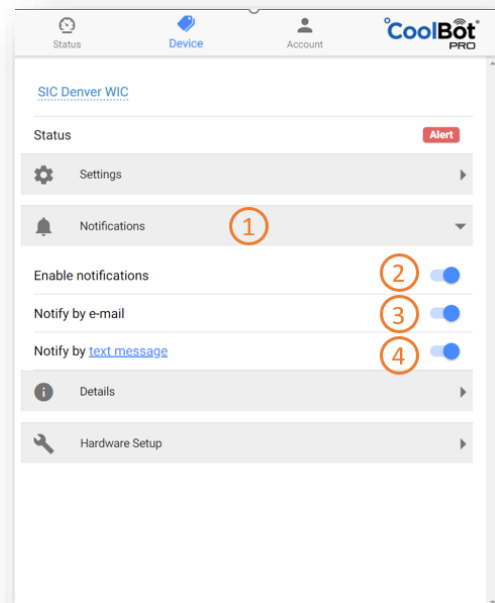 Status
Device
Account
CoolBot
PRO
SIC Denver WIC
Status
Alert
Settings
Notifications
1
Enable notifications
2
Notify by e-mail
3
Notify by text message
4
Details
Hardware Setup